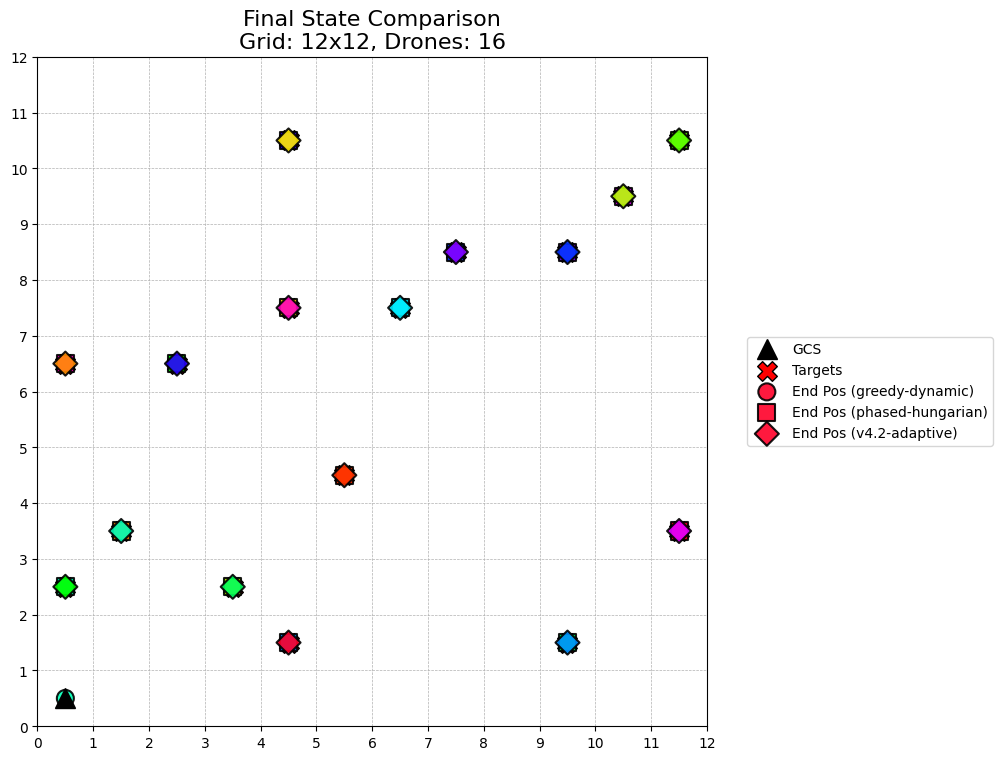 Final State Comparison
Grid: 12x12, Drones: 16
12
11
10
9
8
7
6
5
4
3
2
1
0
0 1 2 3 4 5 6 7 8 9 10 11 12
GCS
Targets
End Pos (greedy-dynamic)
End Pos (phased-hungarian)
End Pos (v4.2-adaptive)